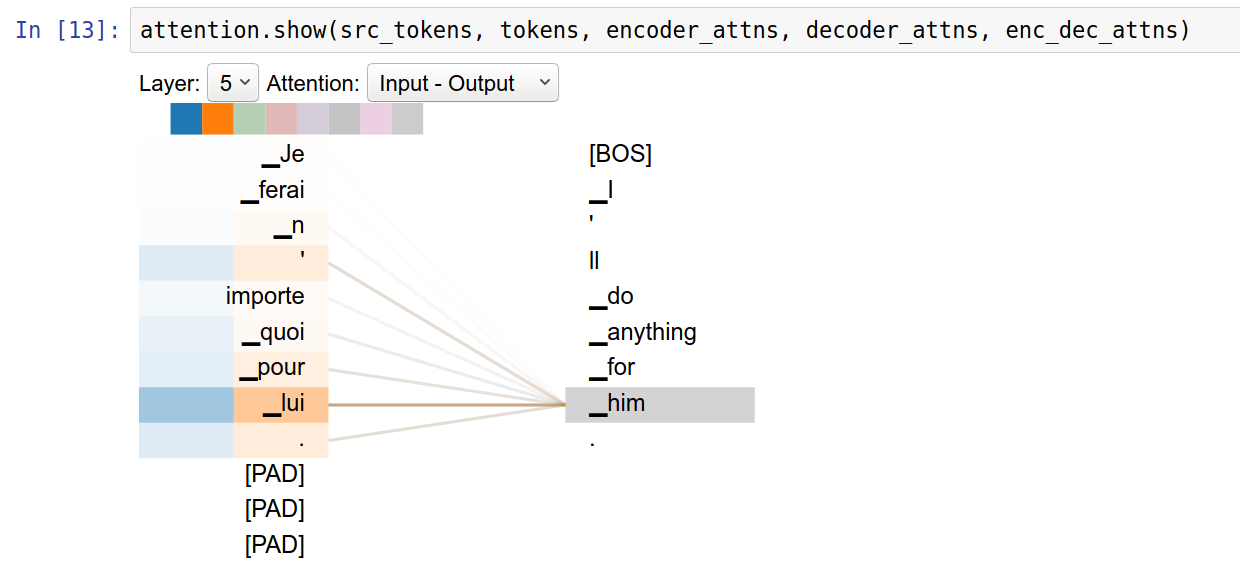 In [13]: attention.show(src_tokens, tokens, encoder_attns, decoder_attns, enc_dec_attns)
Layer: 5 Attention: Input - Output
▁Je [BOS]
▁ferai ▁I
▁n '
' ll
importe ▁do
▁quoi ▁anything
▁pour ▁for
▁lui ▁him
. .
[PAD]
[PAD]
[PAD]